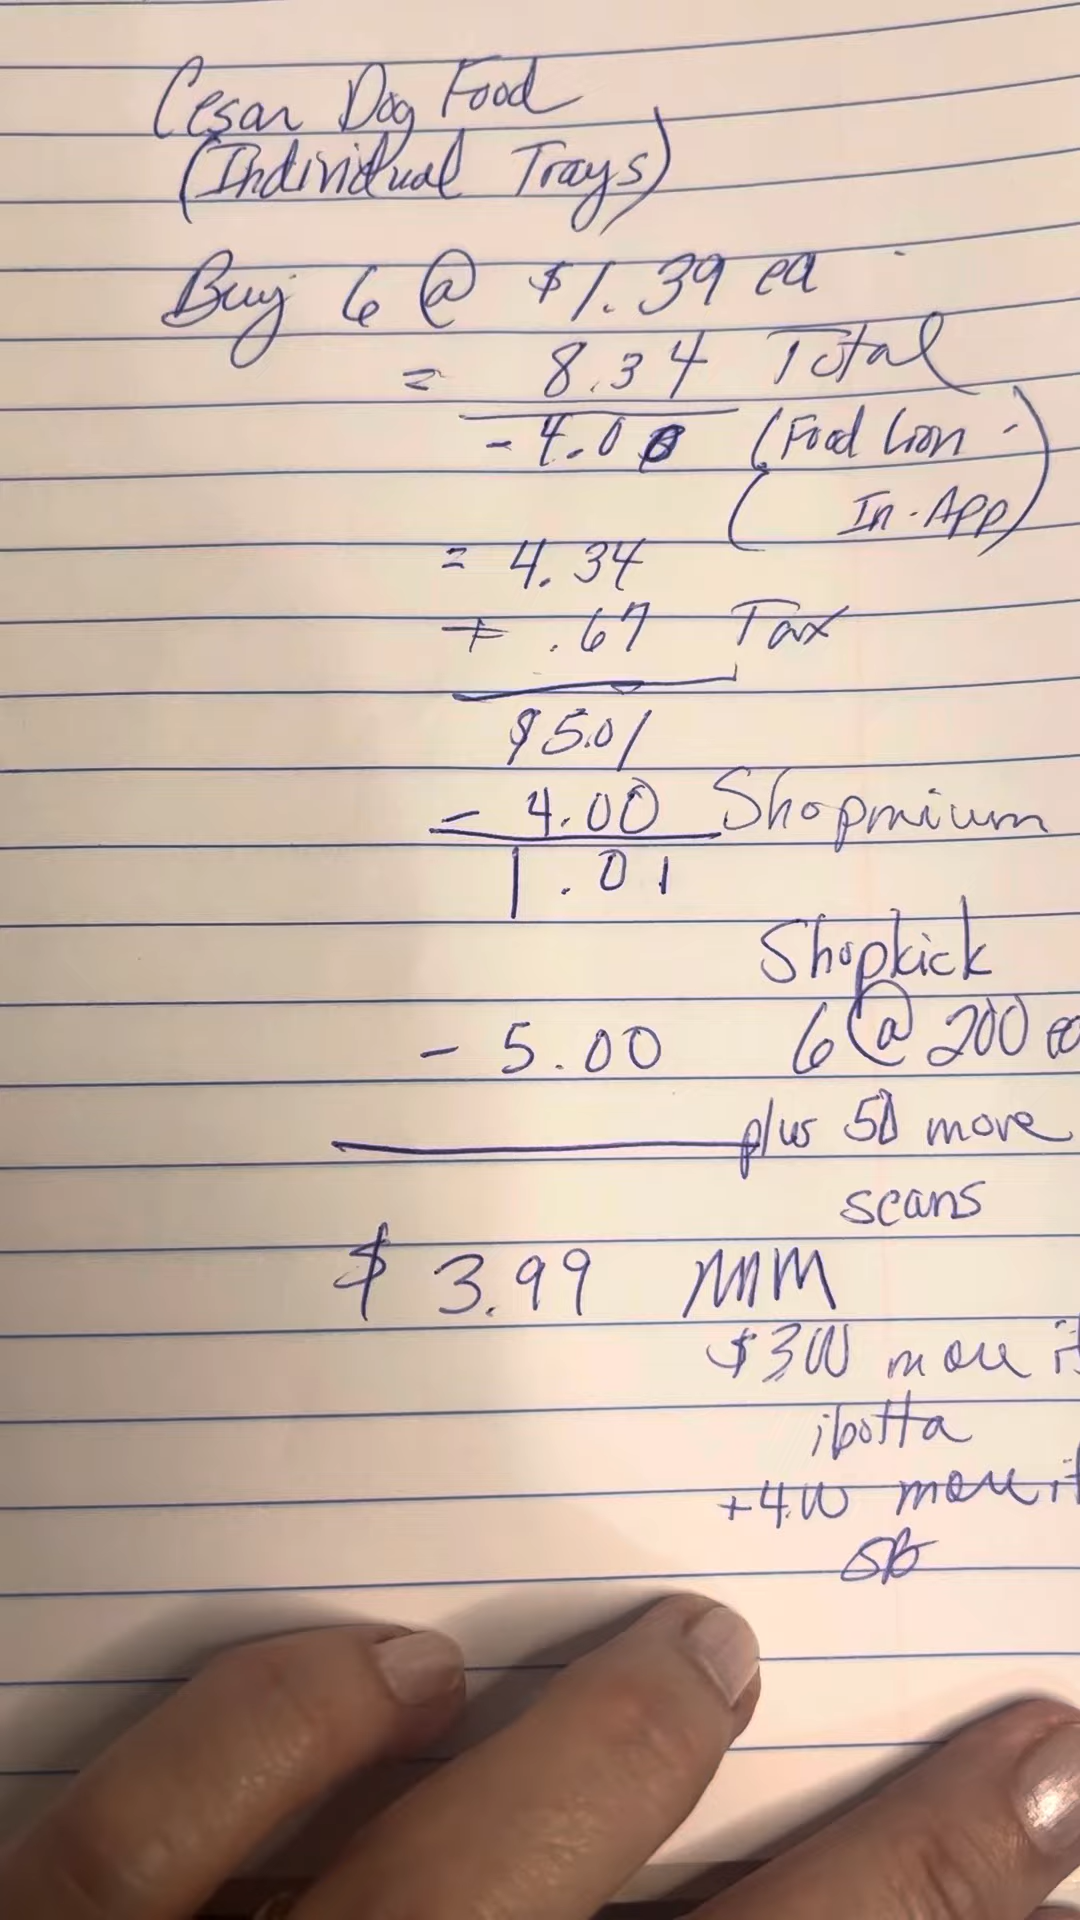 Cesar Dog Food
(Individual Trays)
Buy 6 @ $1.39 ea
= 8.34 Total
- 4.00 (Food Lion -
In-App)
= 4.34
+ .67 Tax
$5.01
- 4.00 Shopmium
1.01
Shopkick
- 5.00 6 @ 200 ea
plus 50 more
scans
$ 3.99 MM
$3.00 more if
ibotta
+4.00 more if
SB